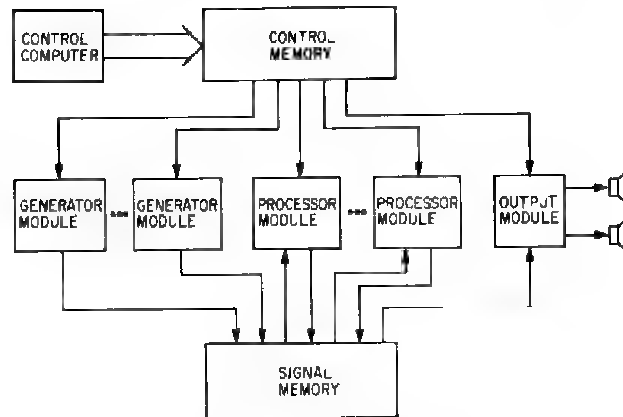 CONTROL
COMPUTER
CONTROL
MEMORY
GENERATOR
MODULE
GENERATOR
MODULE
PROCESSOR
MODULE
PROCESSOR
MODULE
OUTPUT
MODULE
SIGNAL
MEMORY